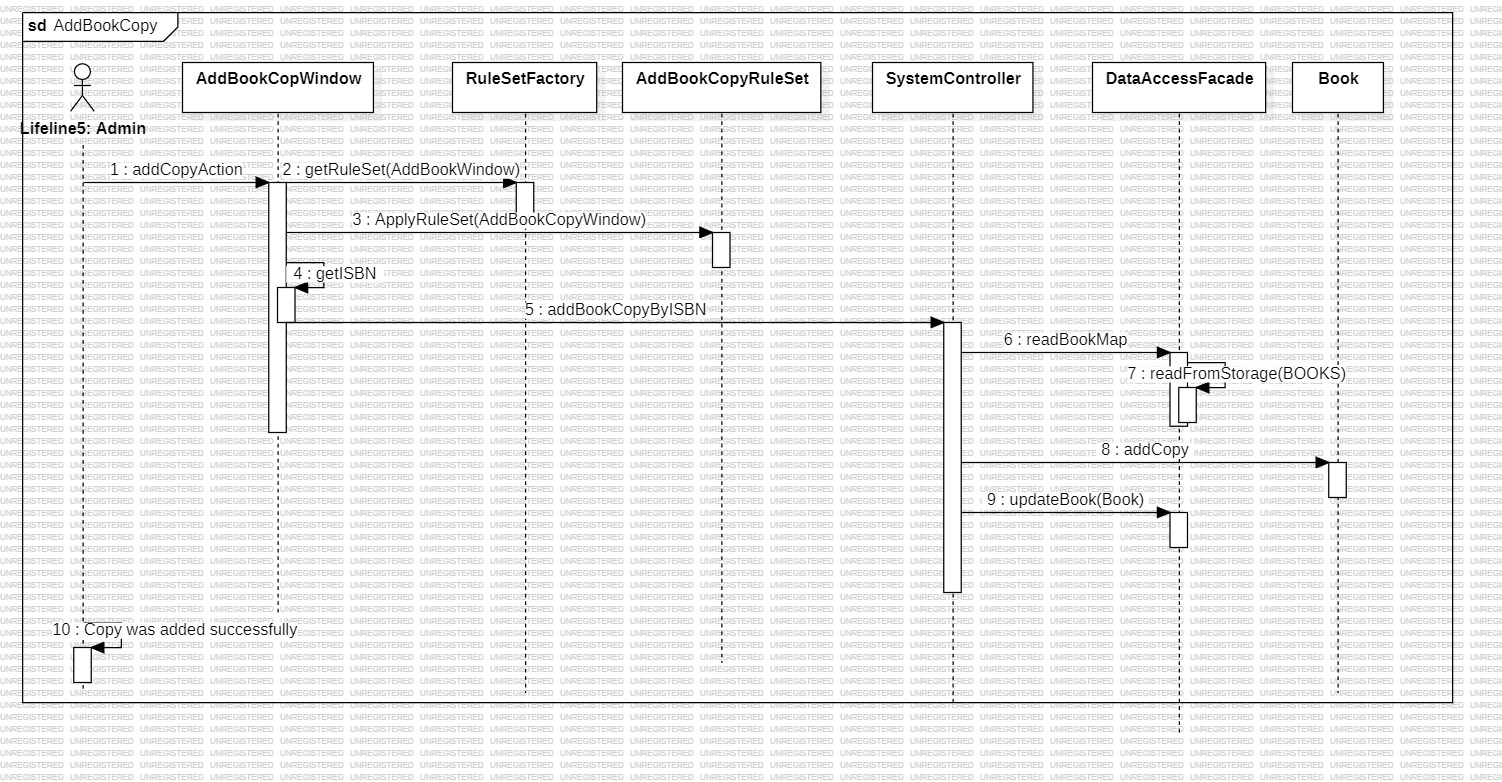 sd AddBookCopy
AddBookCopWindow
RuleSetFactory
AddBookCopyRuleSet
SystemController
DataAccessFacade
Book
Lifeline5: Admin
1 : addCopyAction
2 : getRuleSet(AddBookWindow)
3 : ApplyRuleSet(AddBookCopyWindow)
4 : getISBN
5 : addBookCopyByISBN
6 : readBookMap
7 : readFromStorage(BOOKS)
8 : addCopy
9 : updateBook(Book)
10 : Copy was added successfully
UNREGISTERED